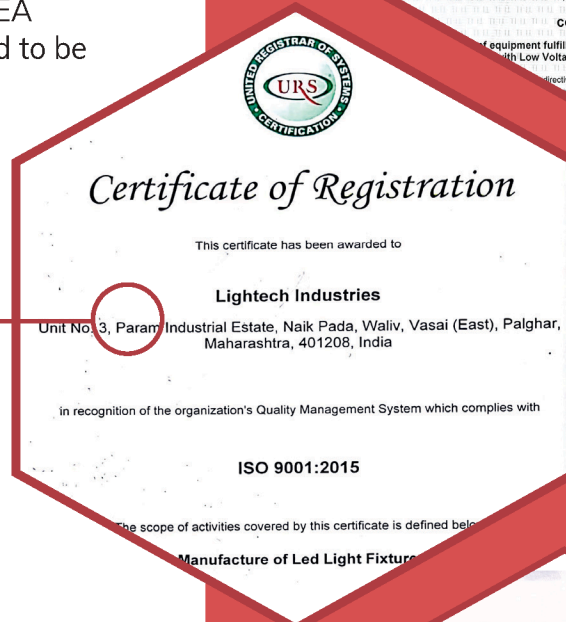 EA
d to be
of equipment fulfil
ith Low Volta
directi
UNITED REGISTRAR OF SYSTEMS
URS
CERTIFICATION
Certificate of Registration
This certificate has been awarded to
Lightech Industries
Unit No. 3, Param Industrial Estate, Naik Pada, Waliv, Vasai (East), Palghar,
Maharashtra, 401208, India
in recognition of the organization's Quality Management System which complies with
ISO 9001:2015
The scope of activities covered by this certificate is defined belo
Manufacture of Led Light Fixture